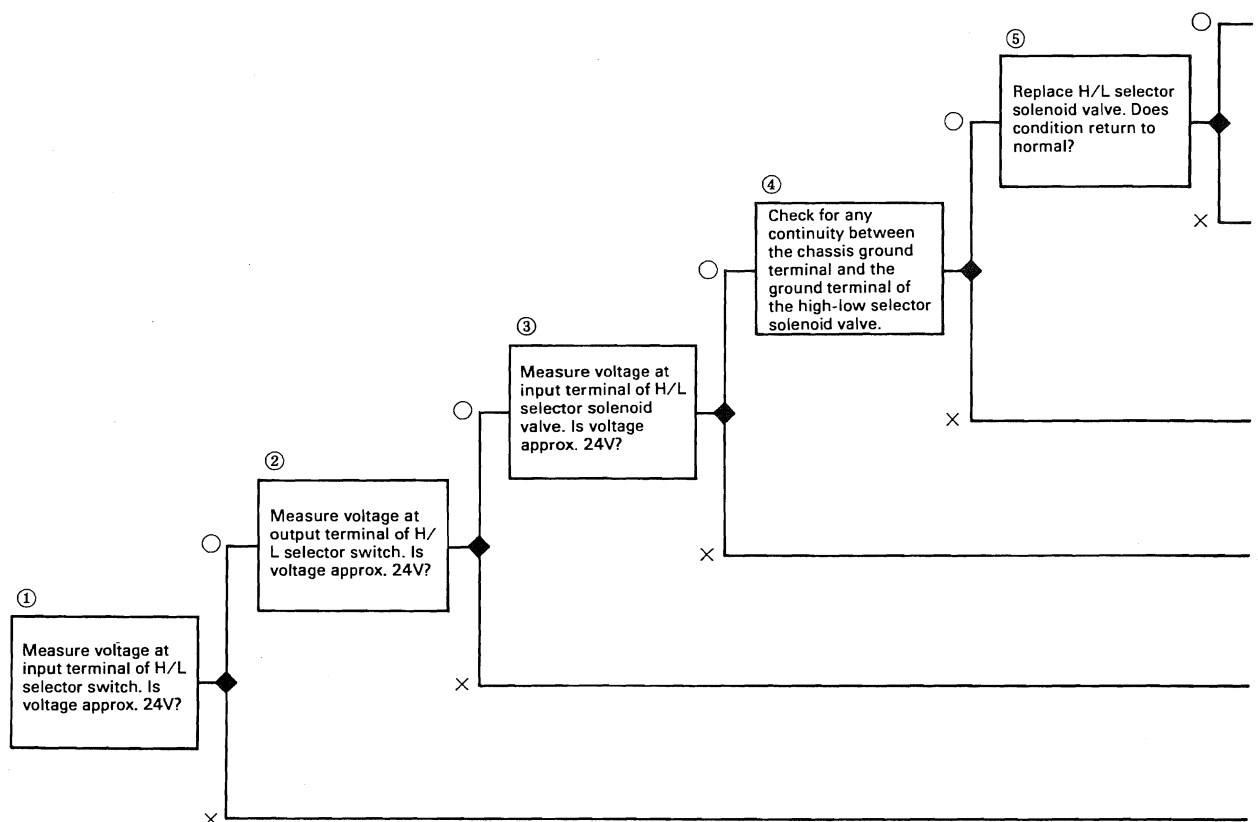 ①
Measure voltage at
input terminal of H/L
selector switch. Is
voltage approx. 24V?
②
Measure voltage at
output terminal of H/
L selector switch. Is
voltage approx. 24V?
③
Measure voltage at
input terminal of H/L
selector solenoid
valve. Is voltage
approx. 24V?
④
Check for any
continuity between
the chassis ground
terminal and the
ground terminal of
the high-low selector
solenoid valve.
⑤
Replace H/L selector
solenoid valve. Does
condition return to
normal?
○
×
○
×
○
×
○
×
○
×